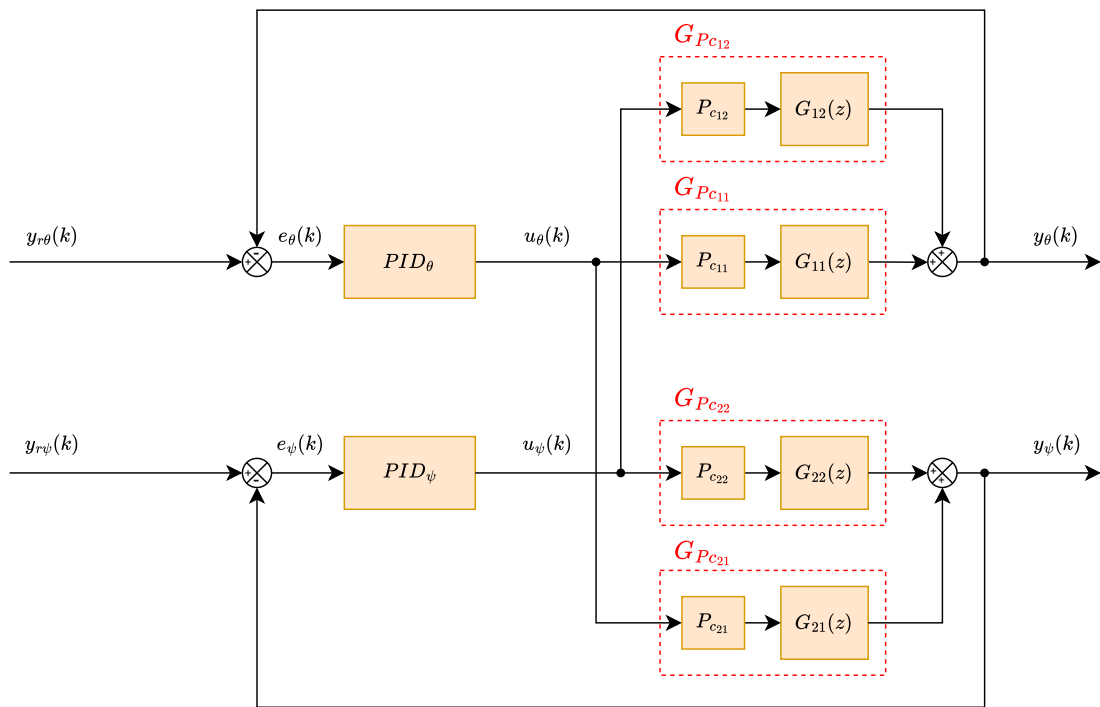 G_{Pc_{12}}
P_{c_{12}} G_{12}(z)
G_{Pc_{11}}
y_{rθ}(k) - e_θ(k) u_θ(k) + y_θ(k)
+ PID_θ P_{c_{11}} G_{11}(z) +
G_{Pc_{22}}
y_{rψ}(k) e_ψ(k) u_ψ(k) y_ψ(k)
+ PID_ψ P_{c_{22}} G_{22}(z) +
- +
G_{Pc_{21}}
P_{c_{21}} G_{21}(z)